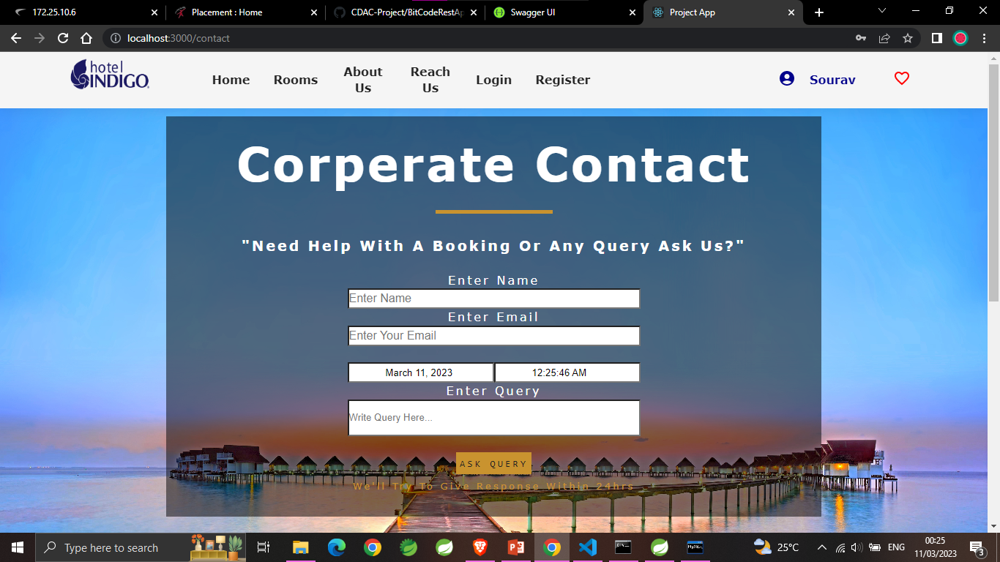 172.25.10.6
Placement : Home
CDAC-Project/BitCodeRestAp
Swagger UI
Project App
localhost:3000/contact
hotel
INDIGO
Home
Rooms
About
Us
Reach
Us
Login
Register
Sourav
Corperate Contact
"Need Help With A Booking Or Any Query Ask Us?"
Enter Name
Enter Name
Enter Email
Enter Your Email
March 11, 2023
12:25:46 AM
Enter Query
Write Query Here...
ASK QUERY
We'll Try To Give Response Within 24hrs
Type here to search
25°C
ENG
00:25
11/03/2023
3